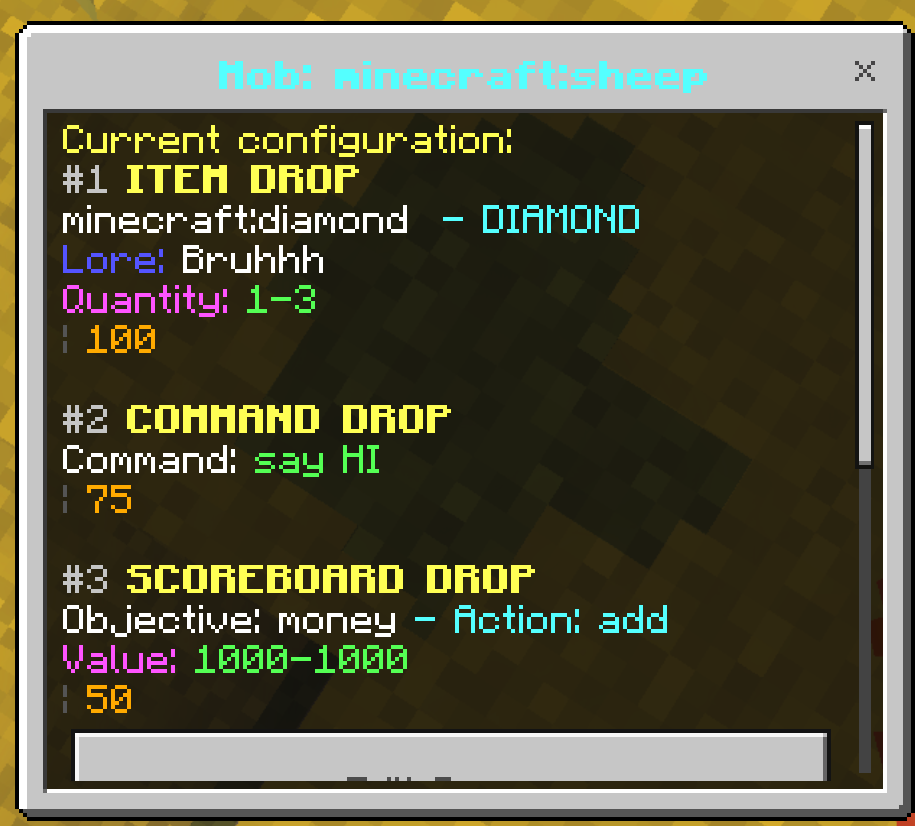 Mob: minecraft:sheep
Current configuration:
#1 ITEM DROP
minecraft:diamond - DIAMOND
Lore: Bruhhh
Quantity: 1-3
¦ 100
#2 COMMAND DROP
Command: say HI
¦ 75
#3 SCOREBOARD DROP
Objective: money - Action: add
Value: 1000-1000
¦ 50